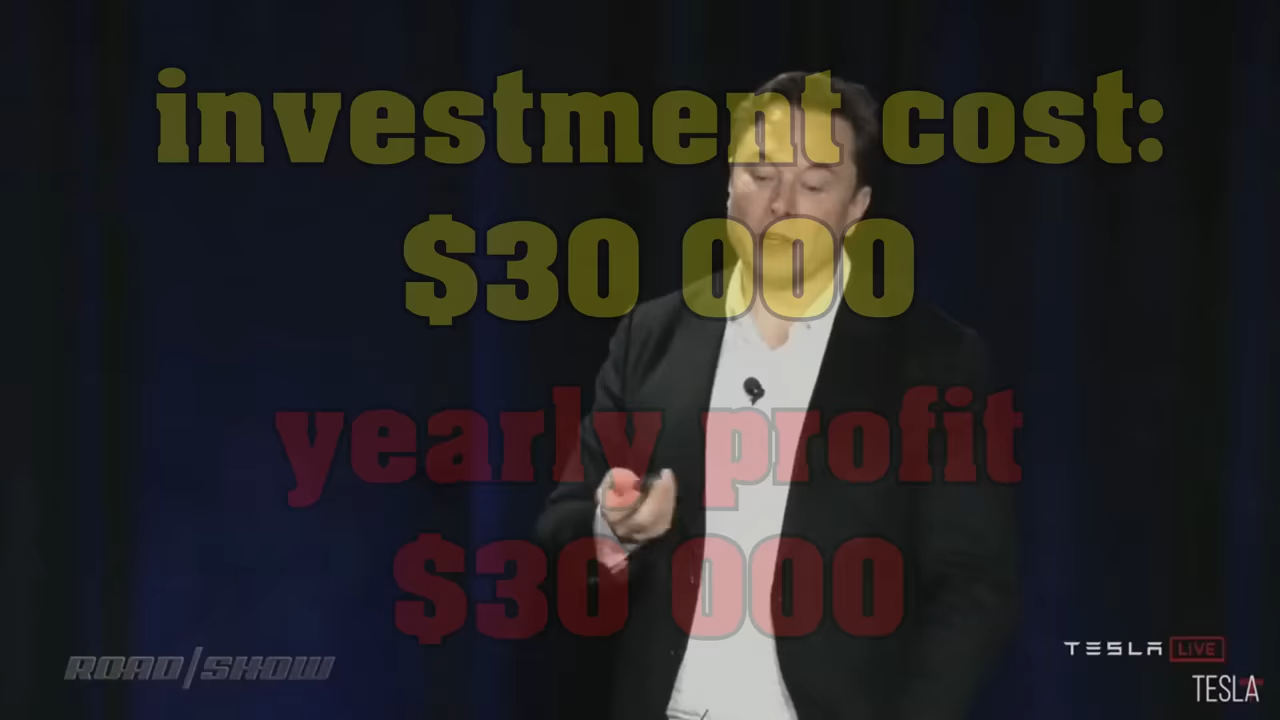 investment cost:
$30 000
yearly profit
$30 000
ROAD/SHOW
TESLA LIVE
TESLA